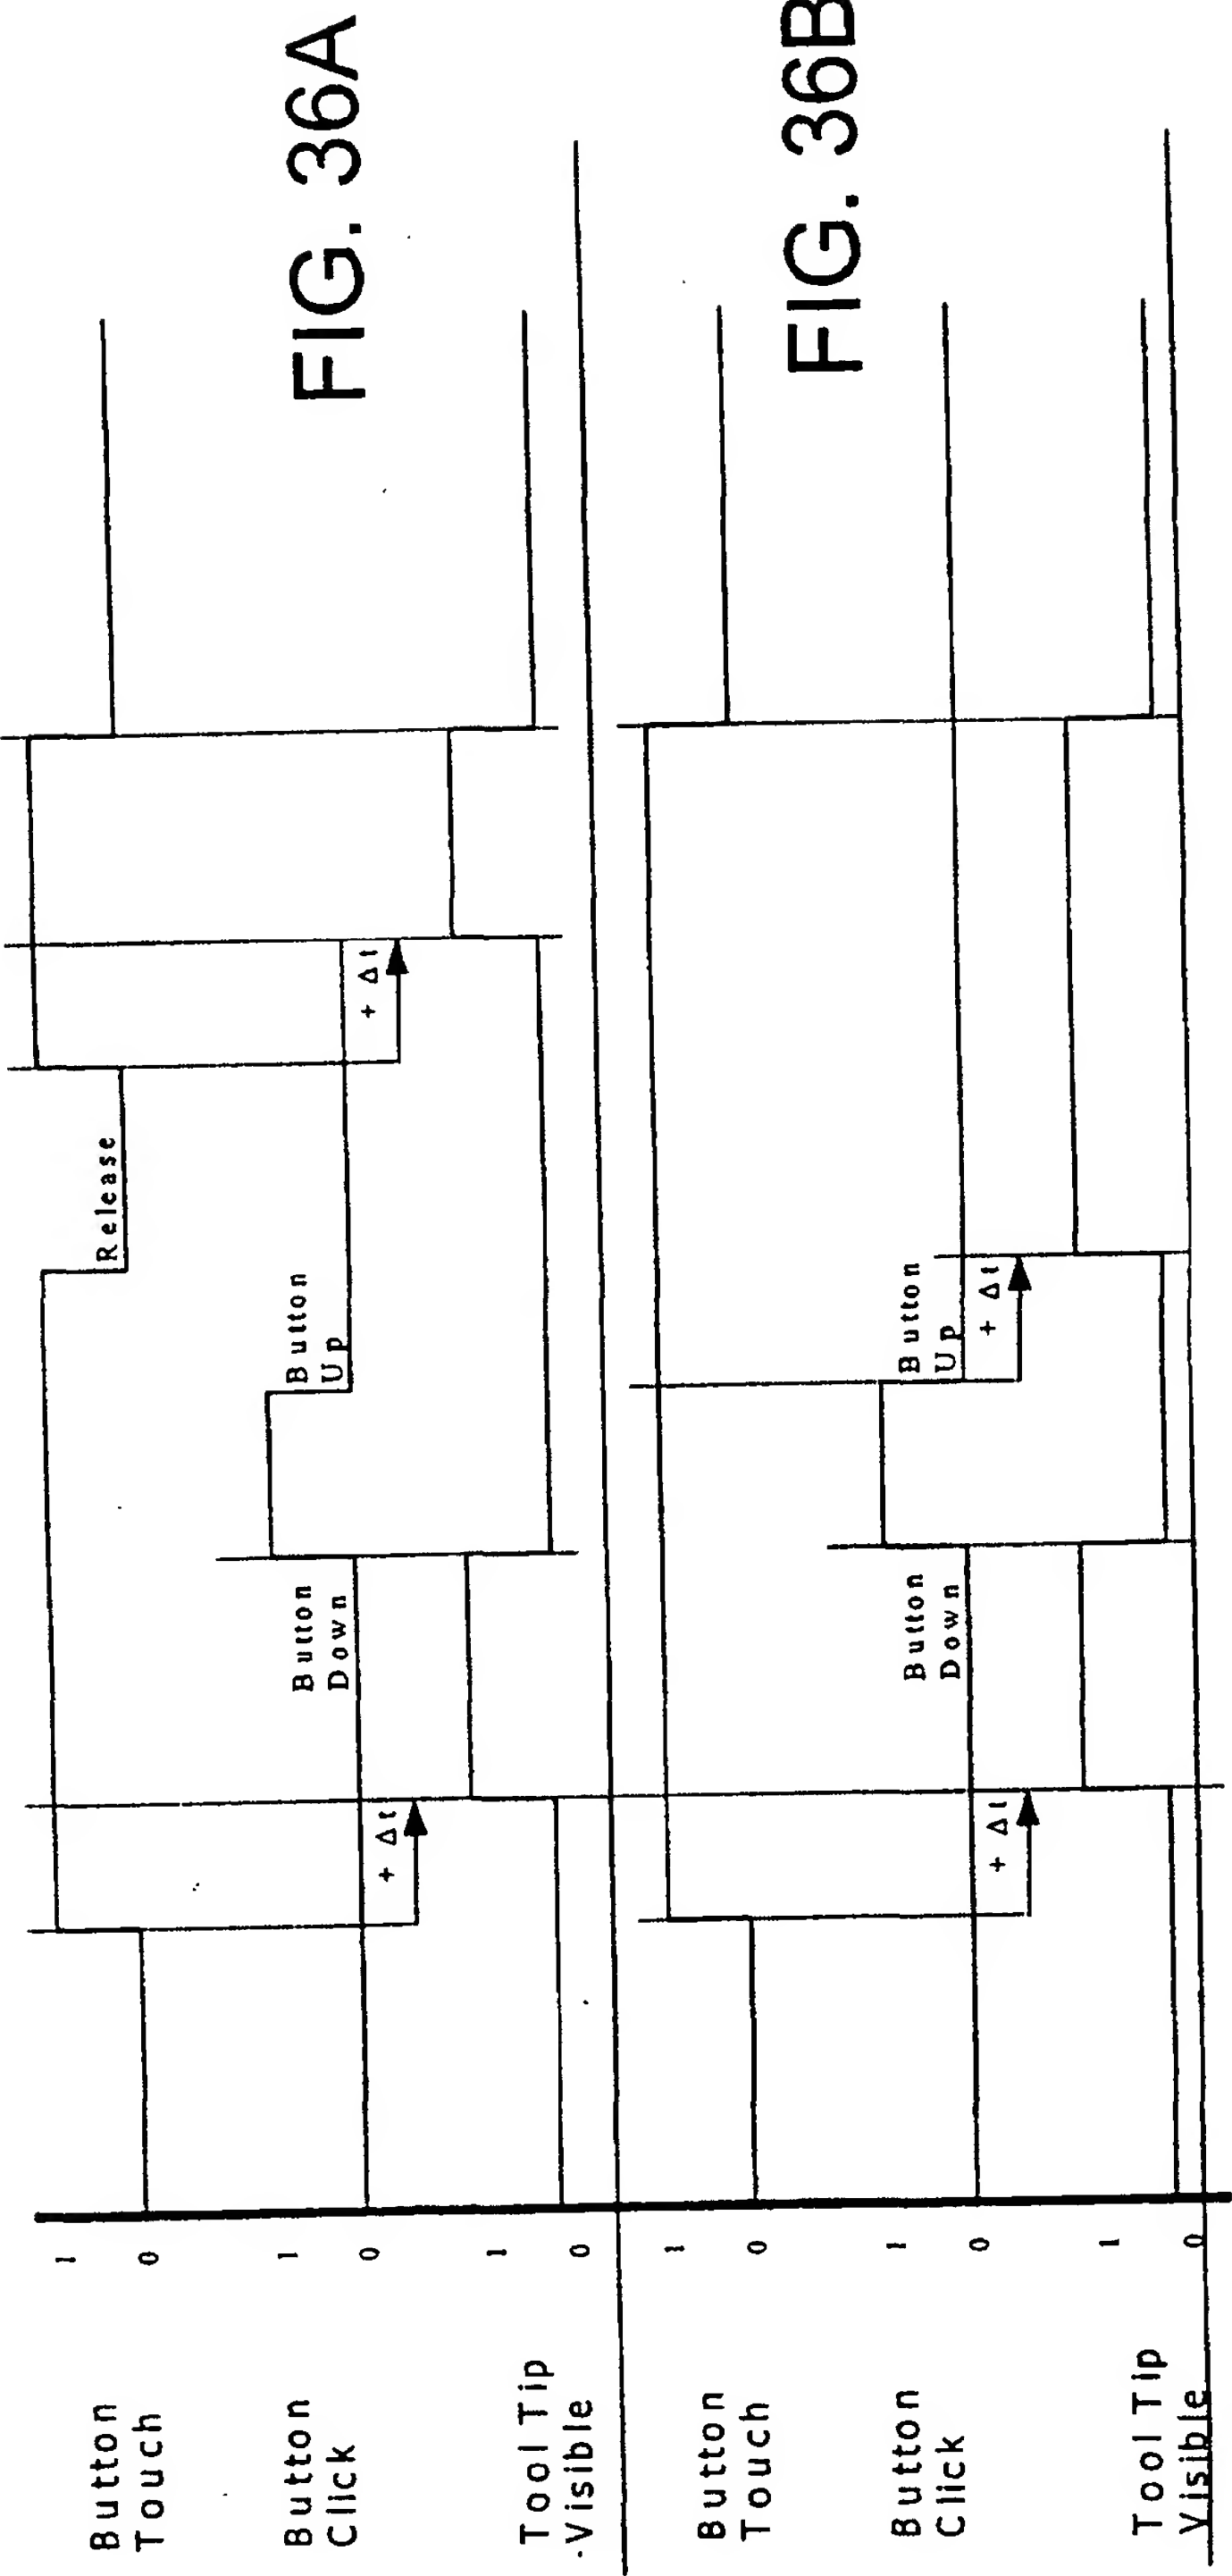 FIG. 36A
Button
Touch
1
0
Release
Button
Click
1
0
Button
Down
Button
Up
+ Δt
+ Δt
Tool Tip
Visible
1
0
FIG. 36B
Button
Touch
1
0
Button
Click
1
0
Button
Down
Button
Up
+ Δt
+ Δt
Tool Tip
Visible
1
0